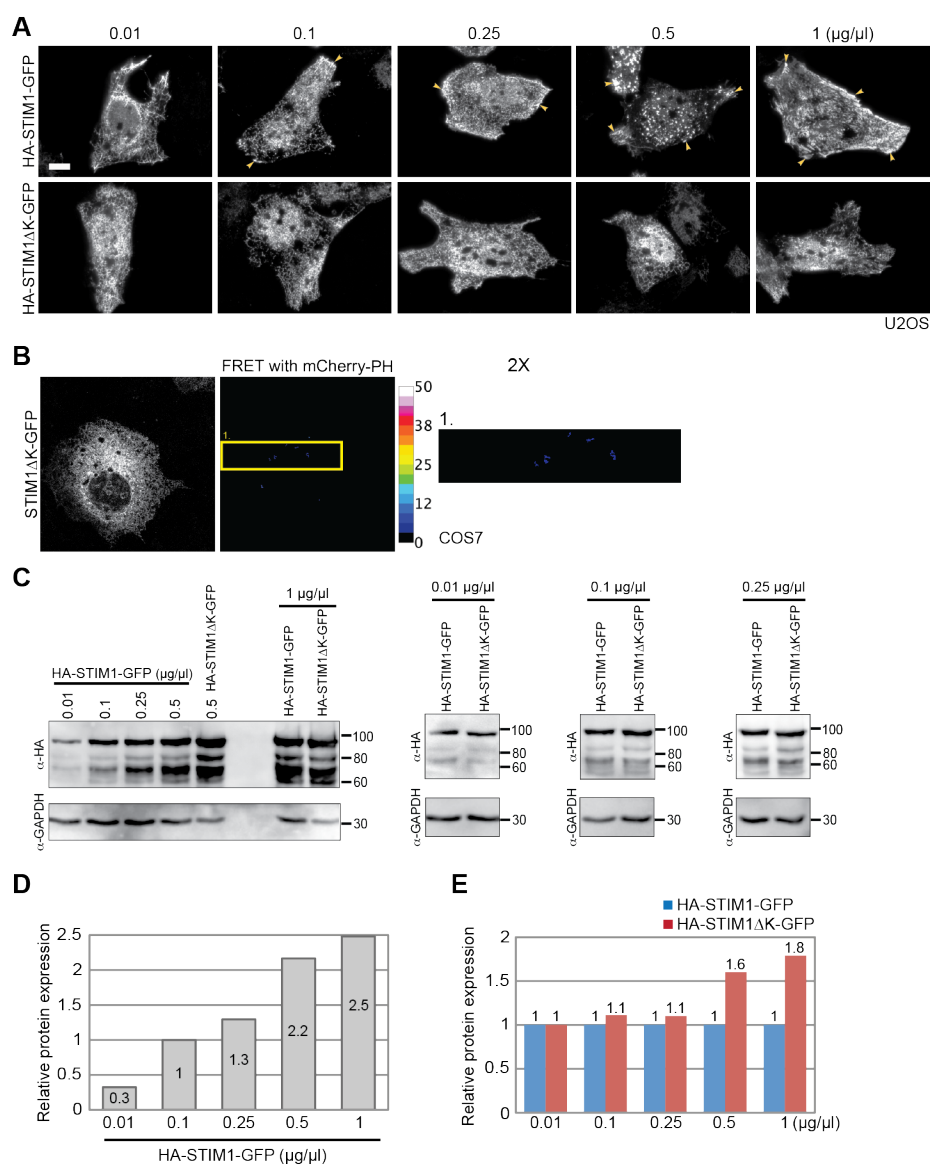 A
0.01
0.1
0.25
0.5
1 (µg/µl)
HA-STIM1-GFP
HA-STIM1ΔK-GFP
U2OS
B
FRET with mCherry-PH
2X
STIM1ΔK-GFP
1.
50
38
25
12
0
1.
COS7
C
HA-STIM1-GFP (µg/µl)
0.01
0.1
0.25
0.5
0.5 HA-STIM1ΔK-GFP
1 µg/µl
HA-STIM1-GFP
HA-STIM1ΔK-GFP
α-HA
100
80
60
α-GAPDH
30
0.01 µg/µl
HA-STIM1-GFP
HA-STIM1ΔK-GFP
α-HA
100
80
60
α-GAPDH
30
0.1 µg/µl
HA-STIM1-GFP
HA-STIM1ΔK-GFP
α-HA
100
80
60
α-GAPDH
30
0.25 µg/µl
HA-STIM1-GFP
HA-STIM1ΔK-GFP
α-HA
100
80
60
α-GAPDH
30
D
Relative protein expression
2.5
2
1.5
1
0.5
0
0.3
1
1.3
2.2
2.5
0.01
0.1
0.25
0.5
1
HA-STIM1-GFP (µg/µl)
E
HA-STIM1-GFP
HA-STIM1ΔK-GFP
Relative protein expression
2
1.5
1
0.5
0
1
1
1
1.1
1
1.1
1
1.6
1
1.8
0.01
0.1
0.25
0.5
1 (µg/µl)